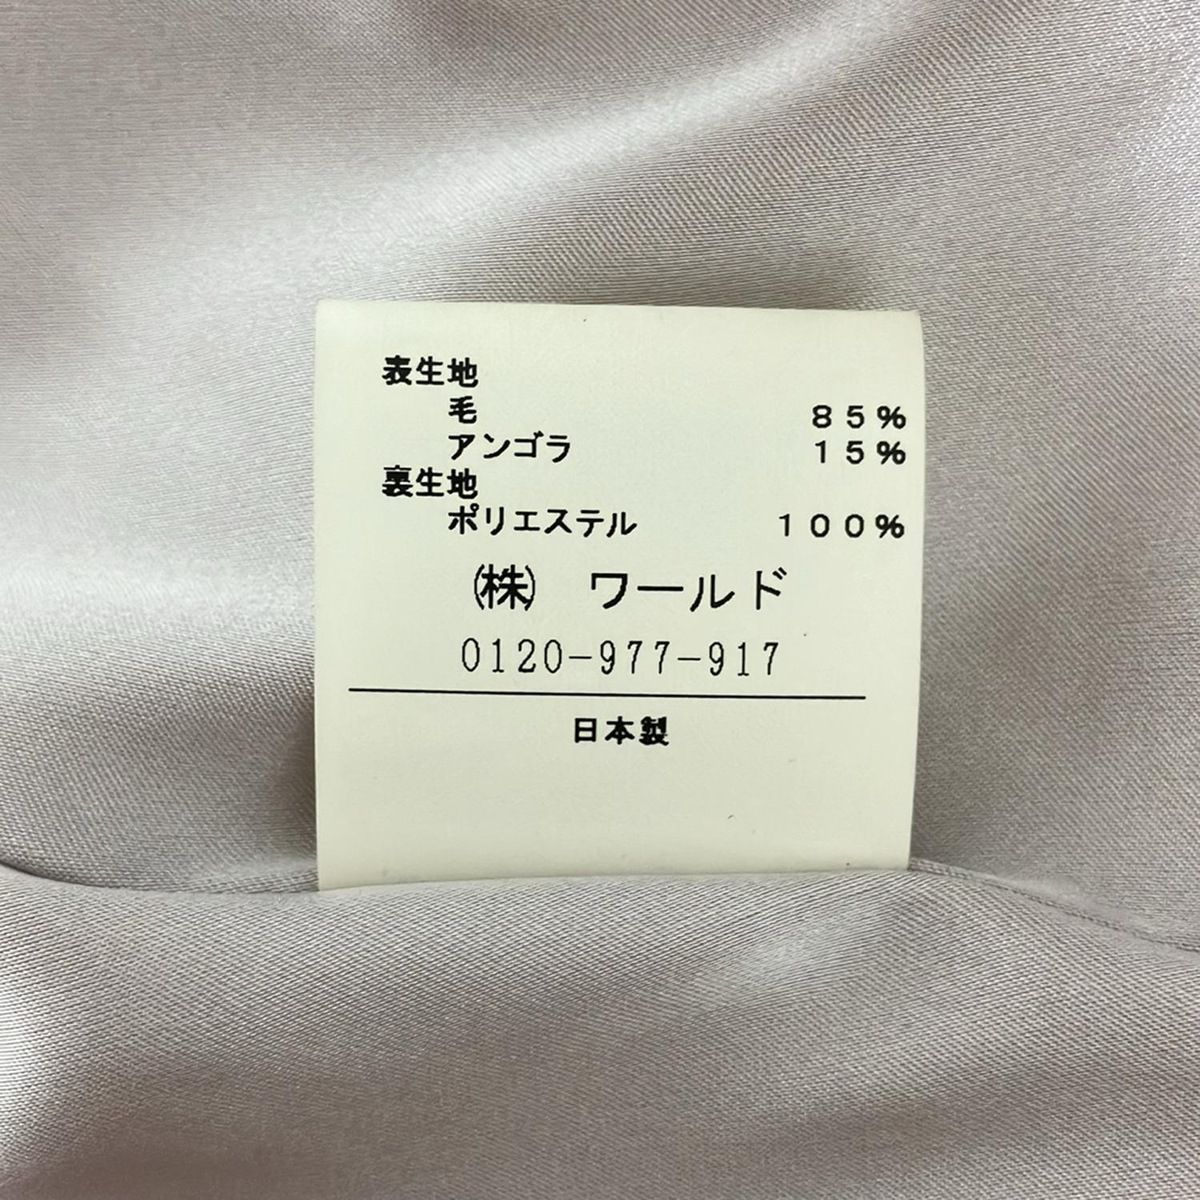 表生地
毛 85%
アンゴラ 15%
裏生地
ポリエステル 100%
(株) ワールド
0120-977-917
日本製